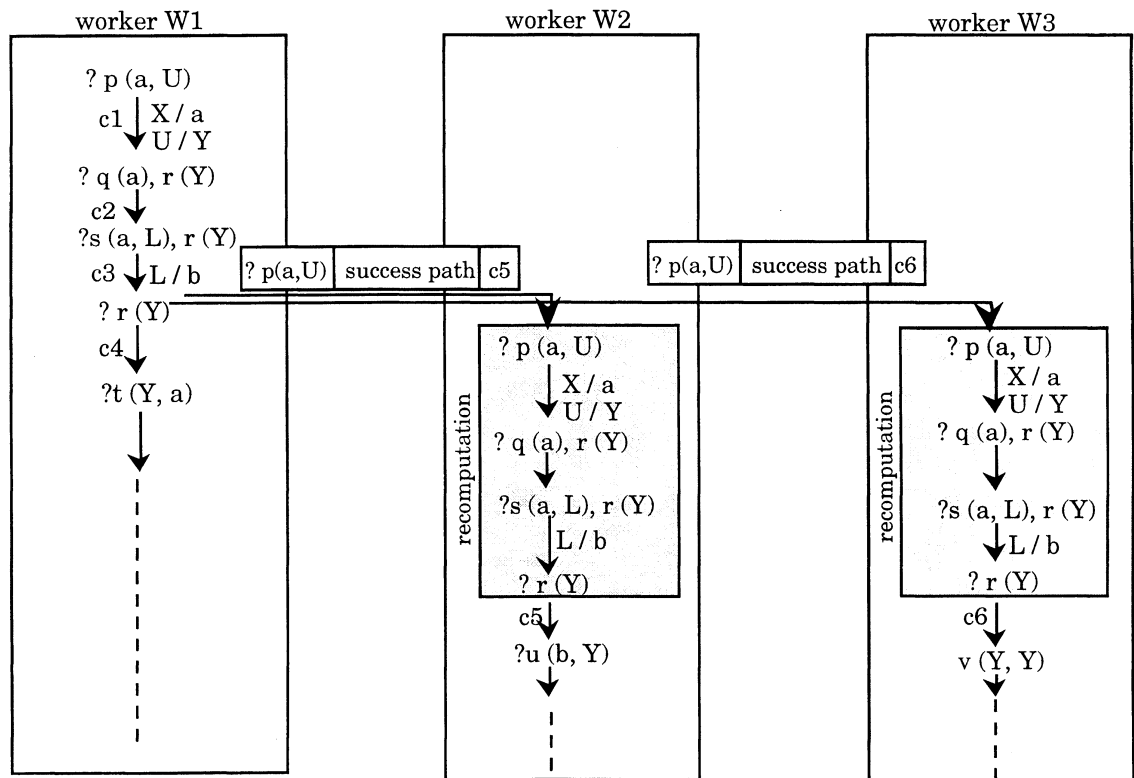 worker W1
? p (a, U)
c1 X / a
U / Y
? q (a), r (Y)
c2
?s (a, L), r (Y)
c3 L / b
? r (Y)
c4
?t (Y, a)
? p(a,U) success path c5
worker W2
? p (a, U)
X / a
U / Y
? q (a), r (Y)
?s (a, L), r (Y)
L / b
? r (Y)
recomputation
c5
?u (b, Y)
? p(a,U) success path c6
worker W3
? p (a, U)
X / a
U / Y
? q (a), r (Y)
?s (a, L), r (Y)
L / b
? r (Y)
recomputation
c6
v (Y, Y)